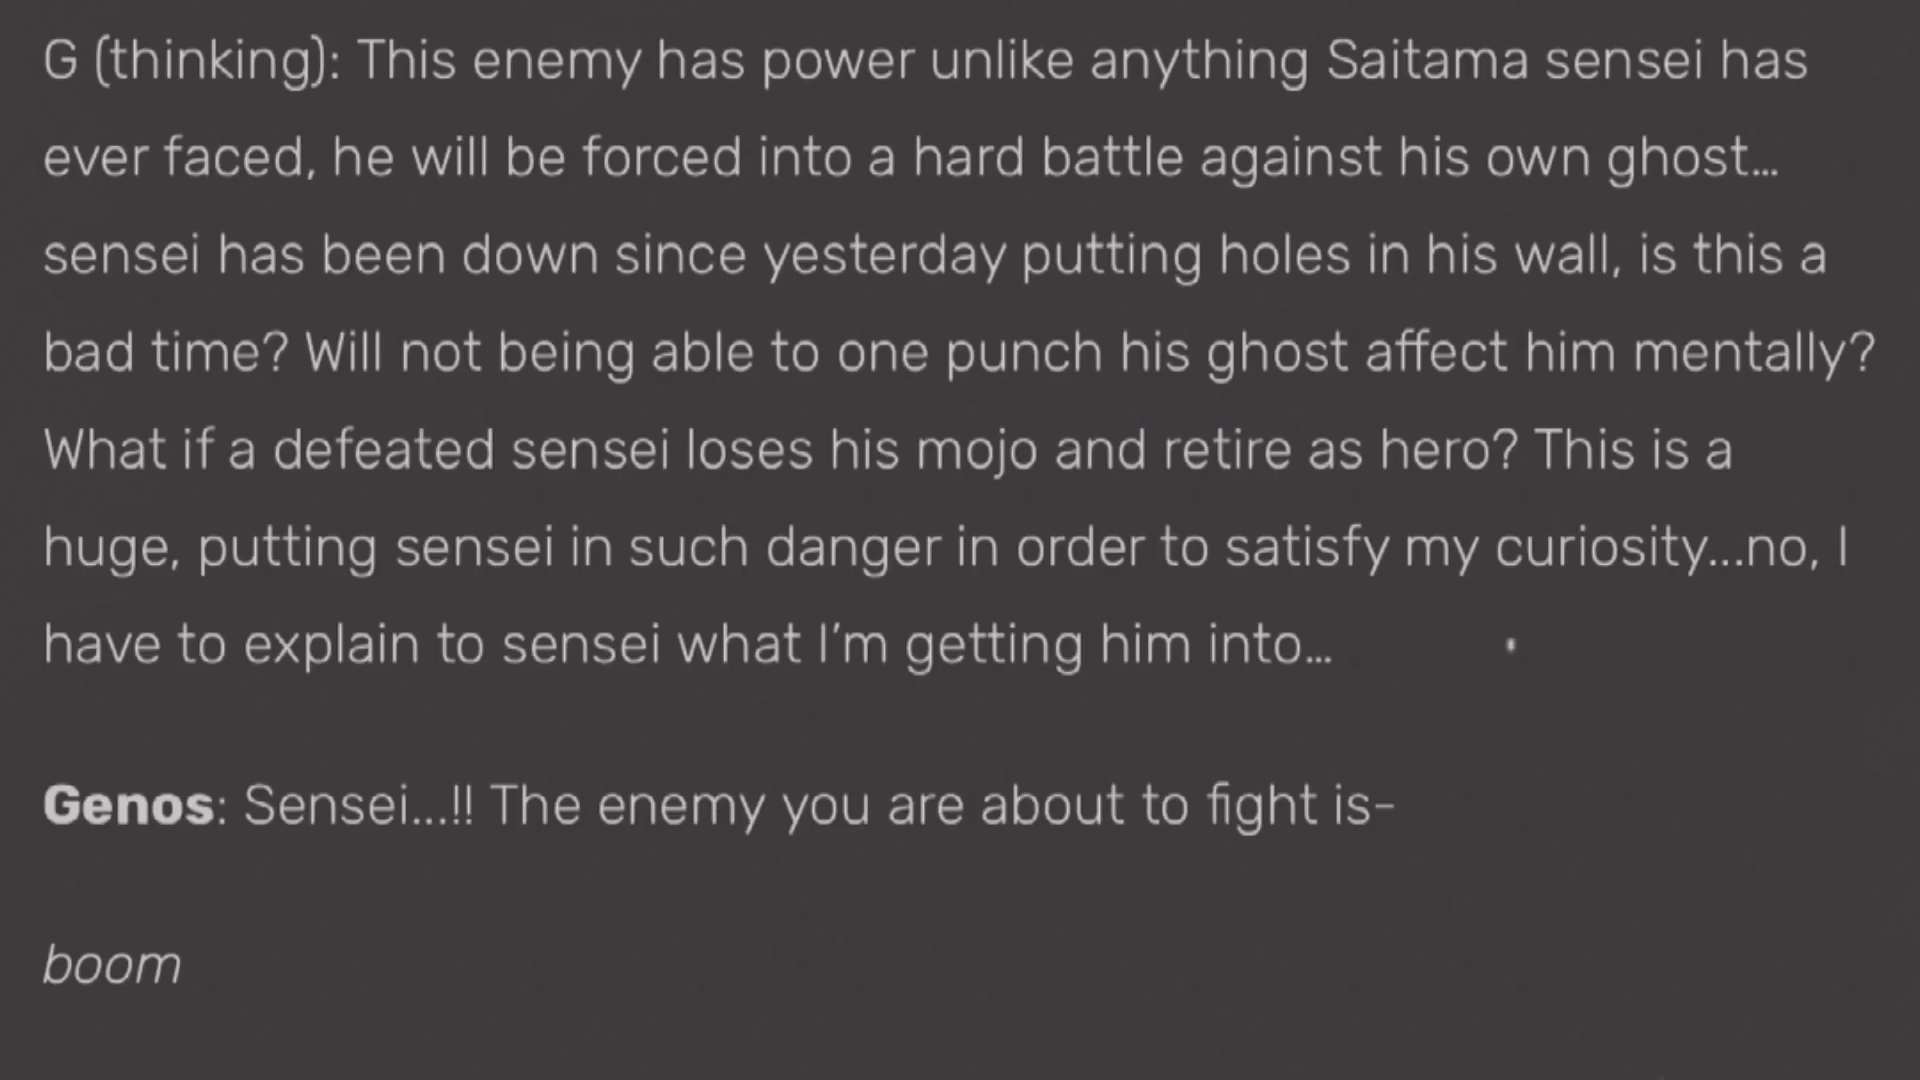 G (thinking): This enemy has power unlike anything Saitama sensei has
ever faced, he will be forced into a hard battle against his own ghost…
sensei has been down since yesterday putting holes in his wall, is this a
bad time? Will not being able to one punch his ghost affect him mentally?
What if a defeated sensei loses his mojo and retire as hero? This is a
huge, putting sensei in such danger in order to satisfy my curiosity...no, I
have to explain to sensei what I’m getting him into…
Genos: Sensei...!! The enemy you are about to fight is-
boom